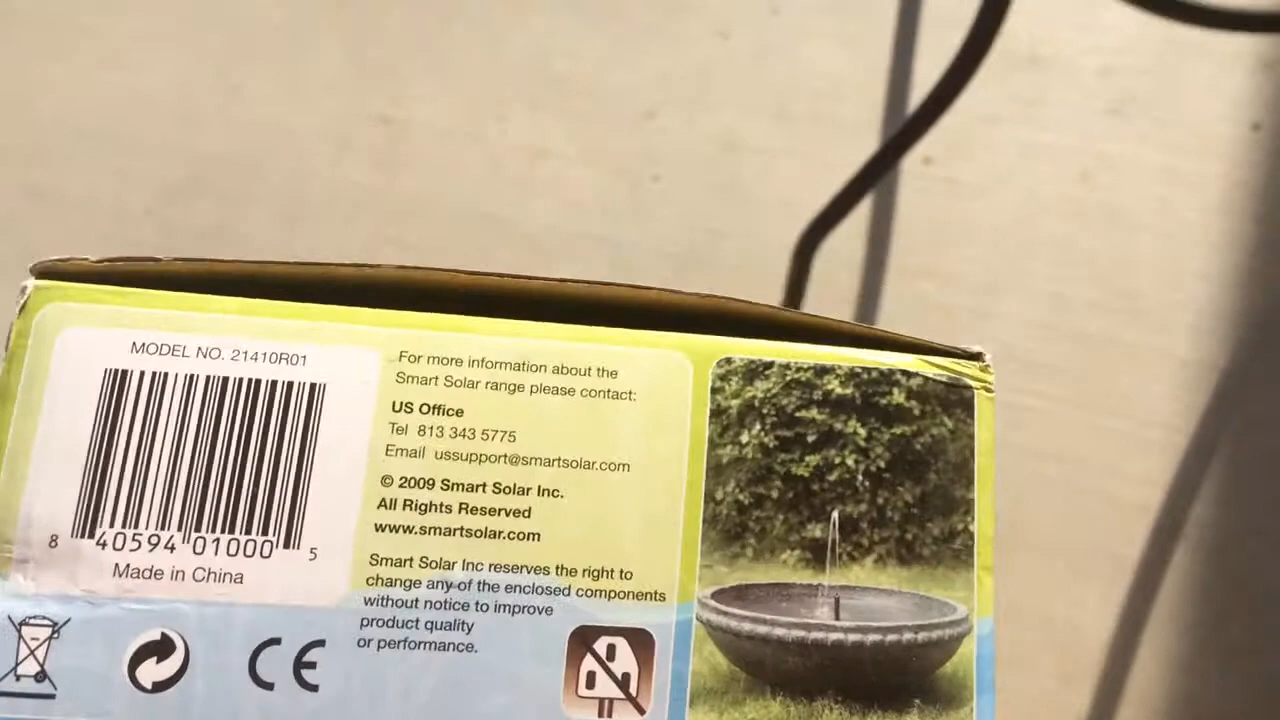 MODEL NO. 21410R01
8 40594 01000 5
Made in China
For more information about the
Smart Solar range please contact:
US Office
Tel 813 343 5775
Email ussupport@smartsolar.com
© 2009 Smart Solar Inc.
All Rights Reserved
www.smartsolar.com
Smart Solar Inc reserves the right to
change any of the enclosed components
without notice to improve
product quality
or performance.
CE